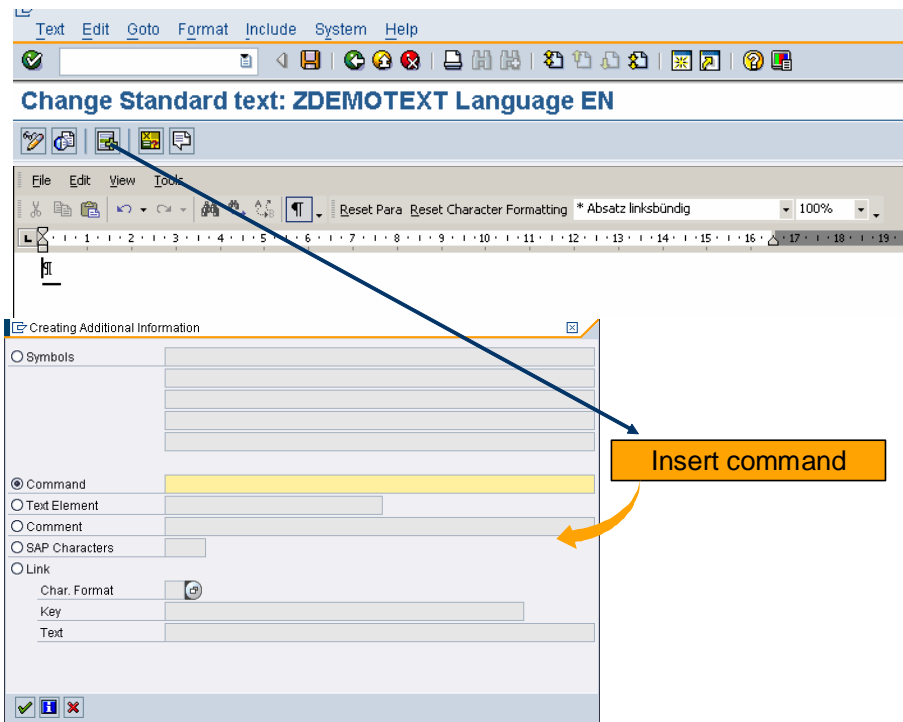 Text Edit Goto Format Include System Help
Change Standard text: ZDEMOTEXT Language EN
File Edit View Tools
Reset Para Reset Character Formatting * Absatz linksbündig 100%
1 2 3 4 5 6 7 8 9 10 11 12 13 14 15 16 17 18 19
¶
Creating Additional Information
Symbols
Insert command
Command
Text Element
Comment
SAP Characters
Link
Char. Format
Key
Text